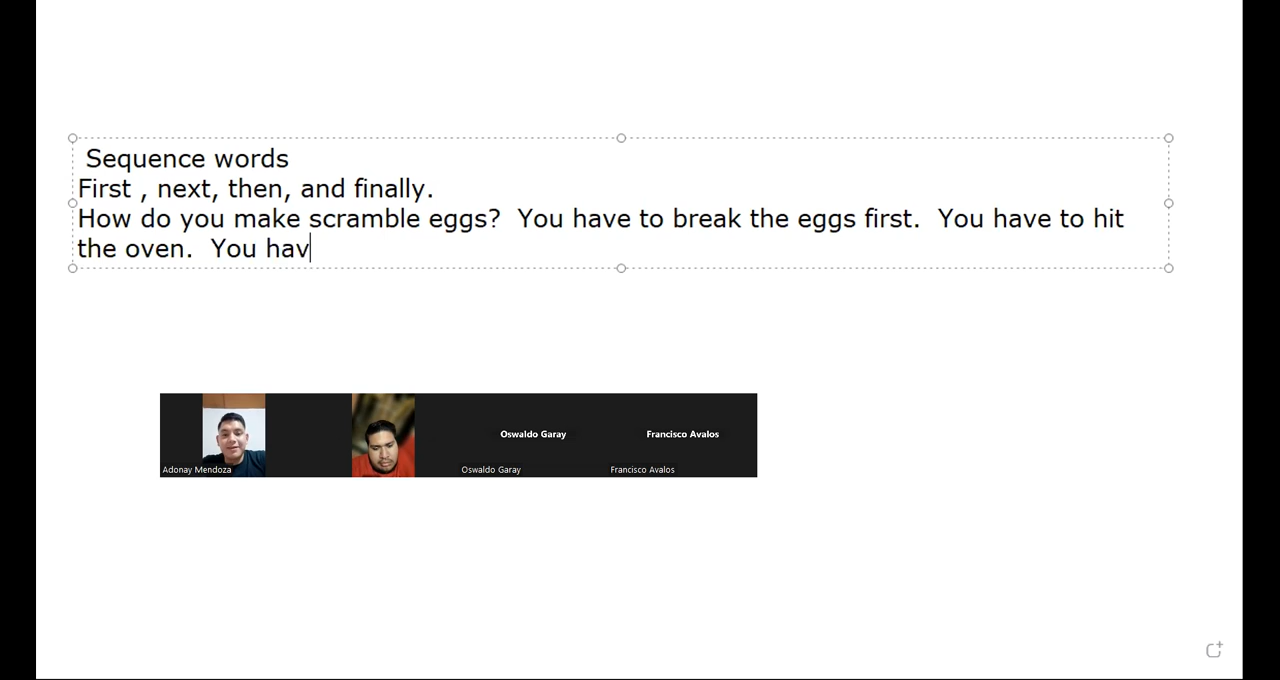 Sequence words
First , next, then, and finally.
How do you make scramble eggs?  You have to break the eggs first.  You have to hit
the oven.  You hav
Oswaldo Garay
Francisco Avalos
Adonay Mendoza
Oswaldo Garay
Francisco Avalos